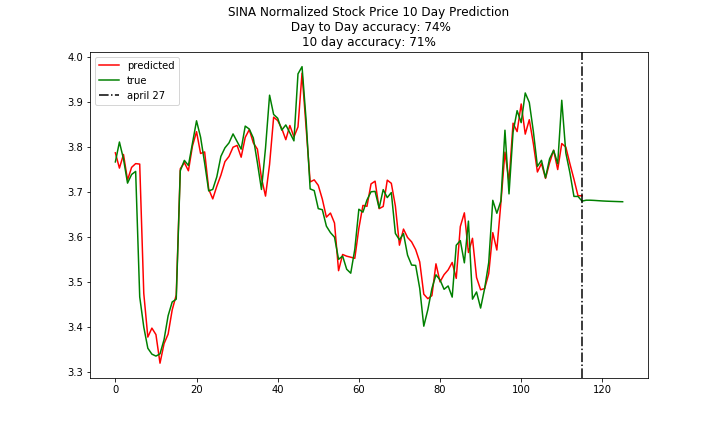 SINA Normalized Stock Price 10 Day Prediction
Day to Day accuracy: 74%
10 day accuracy: 71%
predicted
true
april 27
4.0
3.9
3.8
3.7
3.6
3.5
3.4
3.3
0 20 40 60 80 100 120